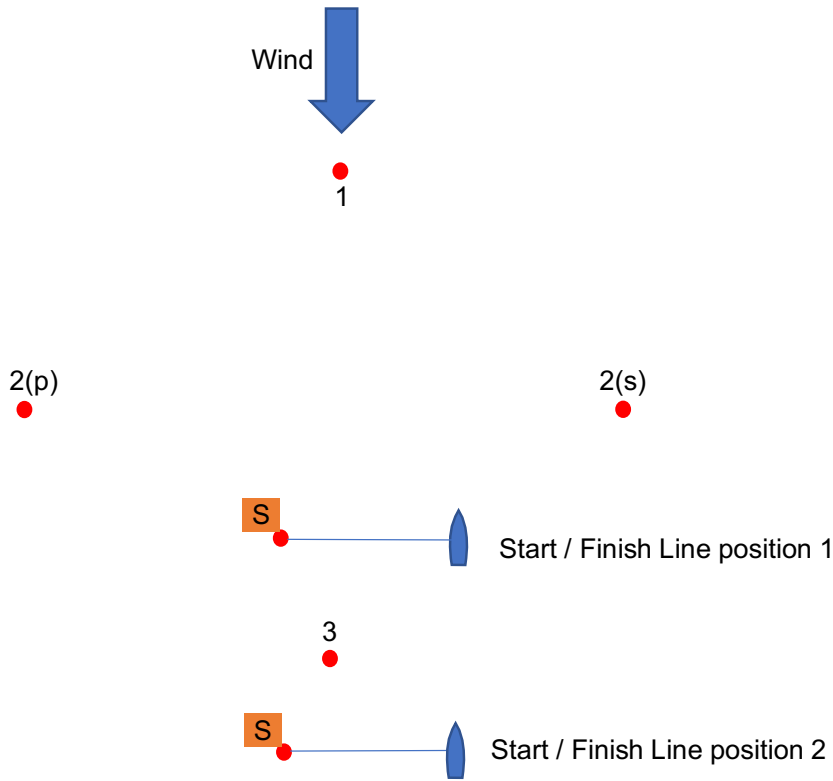 Wind
1
2(p)
2(s)
S
Start / Finish Line position 1
3
S
Start / Finish Line position 2